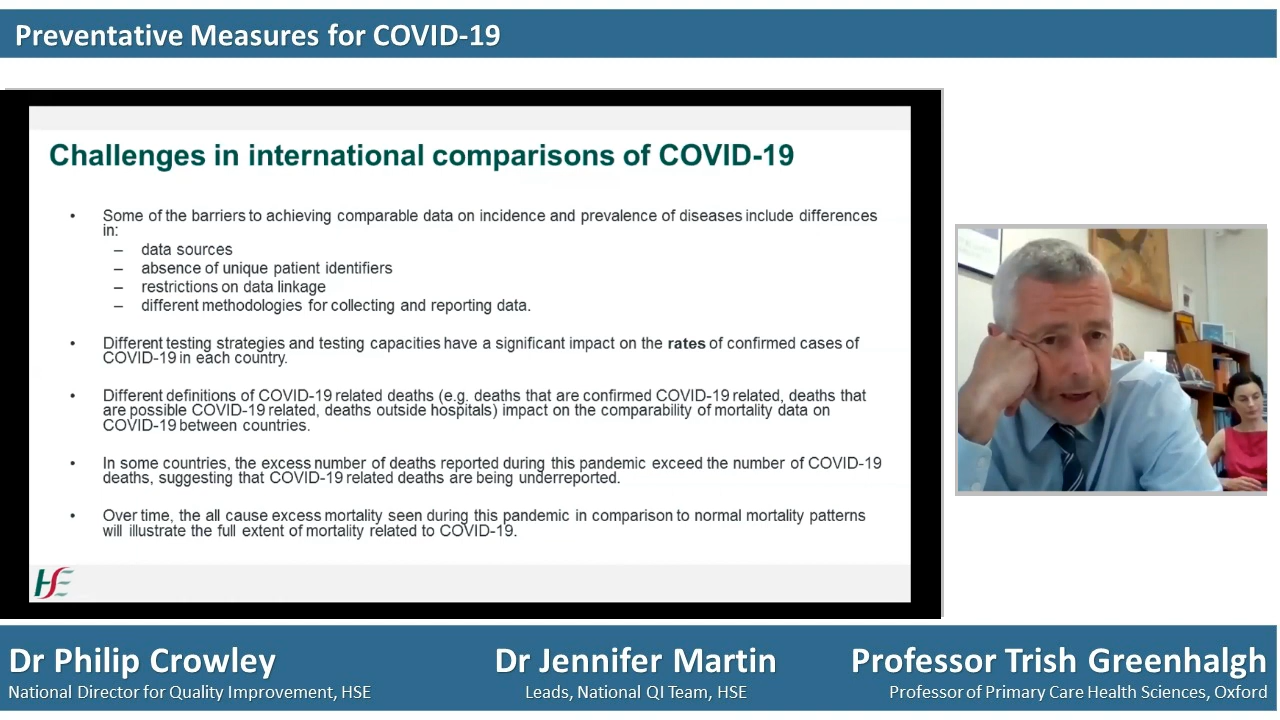 Preventative Measures for COVID-19
Challenges in international comparisons of COVID-19
• Some of the barriers to achieving comparable data on incidence and prevalence of diseases include differences
in:
– data sources
– absence of unique patient identifiers
– restrictions on data linkage
– different methodologies for collecting and reporting data.
• Different testing strategies and testing capacities have a significant impact on the rates of confirmed cases of
COVID-19 in each country.
• Different definitions of COVID-19 related deaths (e.g. deaths that are confirmed COVID-19 related, deaths that
are possible COVID-19 related, deaths outside hospitals) impact on the comparability of mortality data on
COVID-19 between countries.
• In some countries, the excess number of deaths reported during this pandemic exceed the number of COVID-19
deaths, suggesting that COVID-19 related deaths are being underreported.
• Over time, the all cause excess mortality seen during this pandemic in comparison to normal mortality patterns
will illustrate the full extent of mortality related to COVID-19.
HSE
Dr Philip Crowley
National Director for Quality Improvement, HSE
Dr Jennifer Martin
Leads, National QI Team, HSE
Professor Trish Greenhalgh
Professor of Primary Care Health Sciences, Oxford